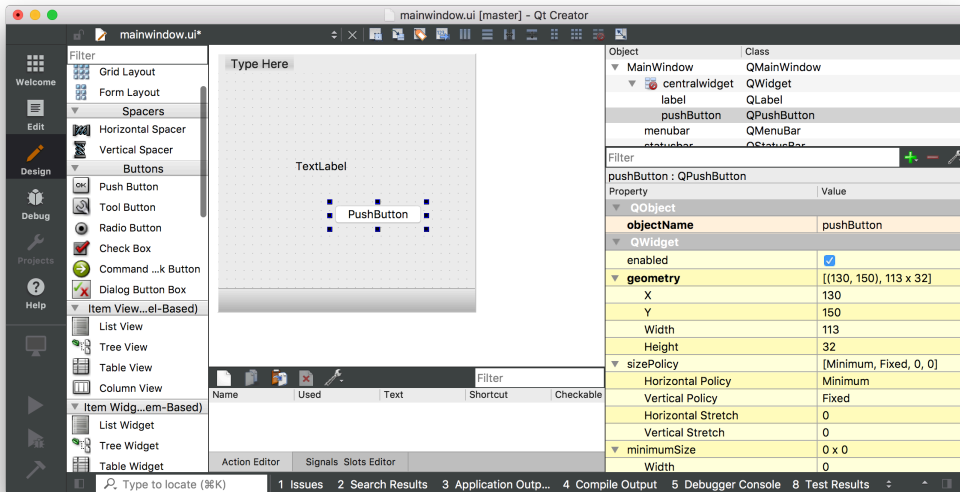 mainwindow.ui [master] - Qt Creator
mainwindow.ui*
Welcome
Edit
Design
Debug
Projects
Help
Filter
Grid Layout
Form Layout
Spacers
Horizontal Spacer
Vertical Spacer
Buttons
OK
Push Button
Tool Button
Radio Button
Check Box
Command ...k Button
Dialog Button Box
Item View...el-Based)
List View
Tree View
Table View
Column View
Item Widg...em-Based)
List Widget
Tree Widget
Table Widget
Type Here
TextLabel
PushButton
Filter
Name Used Text Shortcut Checkable
Action Editor Signals Slots Editor
Object Class
MainWindow QMainWindow
centralwidget QWidget
label QLabel
pushButton QPushButton
menubar QMenuBar
statusbar QStatusBar
Filter
pushButton : QPushButton
Property Value
QObject
objectName pushButton
QWidget
enabled
geometry [(130, 150), 113 x 32]
X 130
Y 150
Width 113
Height 32
sizePolicy [Minimum, Fixed, 0, 0]
Horizontal Policy Minimum
Vertical Policy Fixed
Horizontal Stretch 0
Vertical Stretch 0
minimumSize 0 x 0
Width 0
Type to locate (⌘K) 1 Issues 2 Search Results 3 Application Outp... 4 Compile Output 5 Debugger Console 8 Test Results